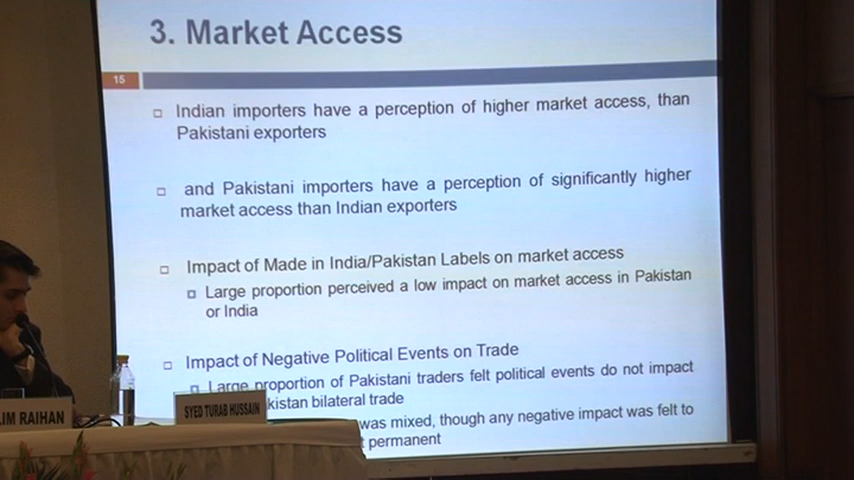 3. Market Access
15
Indian importers have a perception of higher market access, than
Pakistani exporters
and Pakistani importers have a perception of significantly higher
market access than Indian exporters
Impact of Made in India/Pakistan Labels on market access
Large proportion perceived a low impact on market access in Pakistan
or India
Impact of Negative Political Events on Trade
Large proportion of Pakistani traders felt political events do not impact
kistan bilateral trade
was mixed, though any negative impact was felt to
permanent
LIM RAIHAN
SYED TURAB HUSSAIN